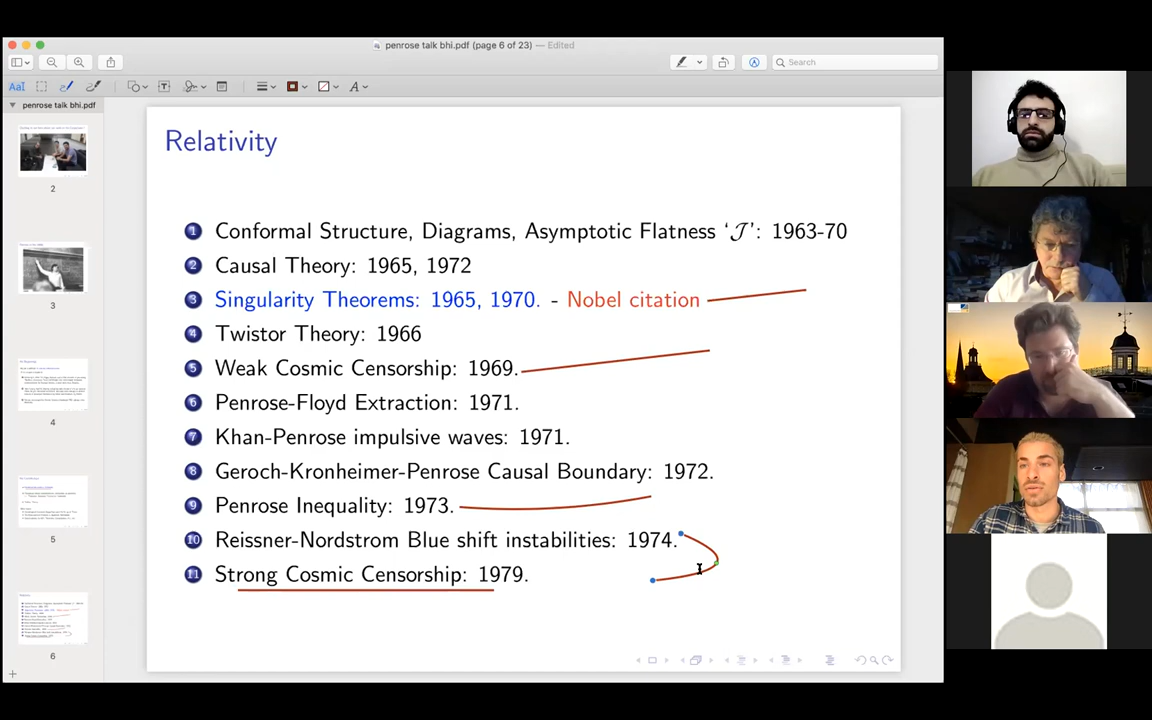 penrose talk bhi.pdf (page 6 of 23) — Edited
Search
AaI
A
penrose talk bhi.pdf
2
3
4
5
6
Relativity
1 Conformal Structure, Diagrams, Asymptotic Flatness ‘ℐ’: 1963-70
2 Causal Theory: 1965, 1972
3 Singularity Theorems: 1965, 1970. - Nobel citation
4 Twistor Theory: 1966
5 Weak Cosmic Censorship: 1969.
6 Penrose-Floyd Extraction: 1971.
7 Khan-Penrose impulsive waves: 1971.
8 Geroch-Kronheimer-Penrose Causal Boundary: 1972.
9 Penrose Inequality: 1973.
10 Reissner-Nordstrom Blue shift instabilities: 1974.
11 Strong Cosmic Censorship: 1979.